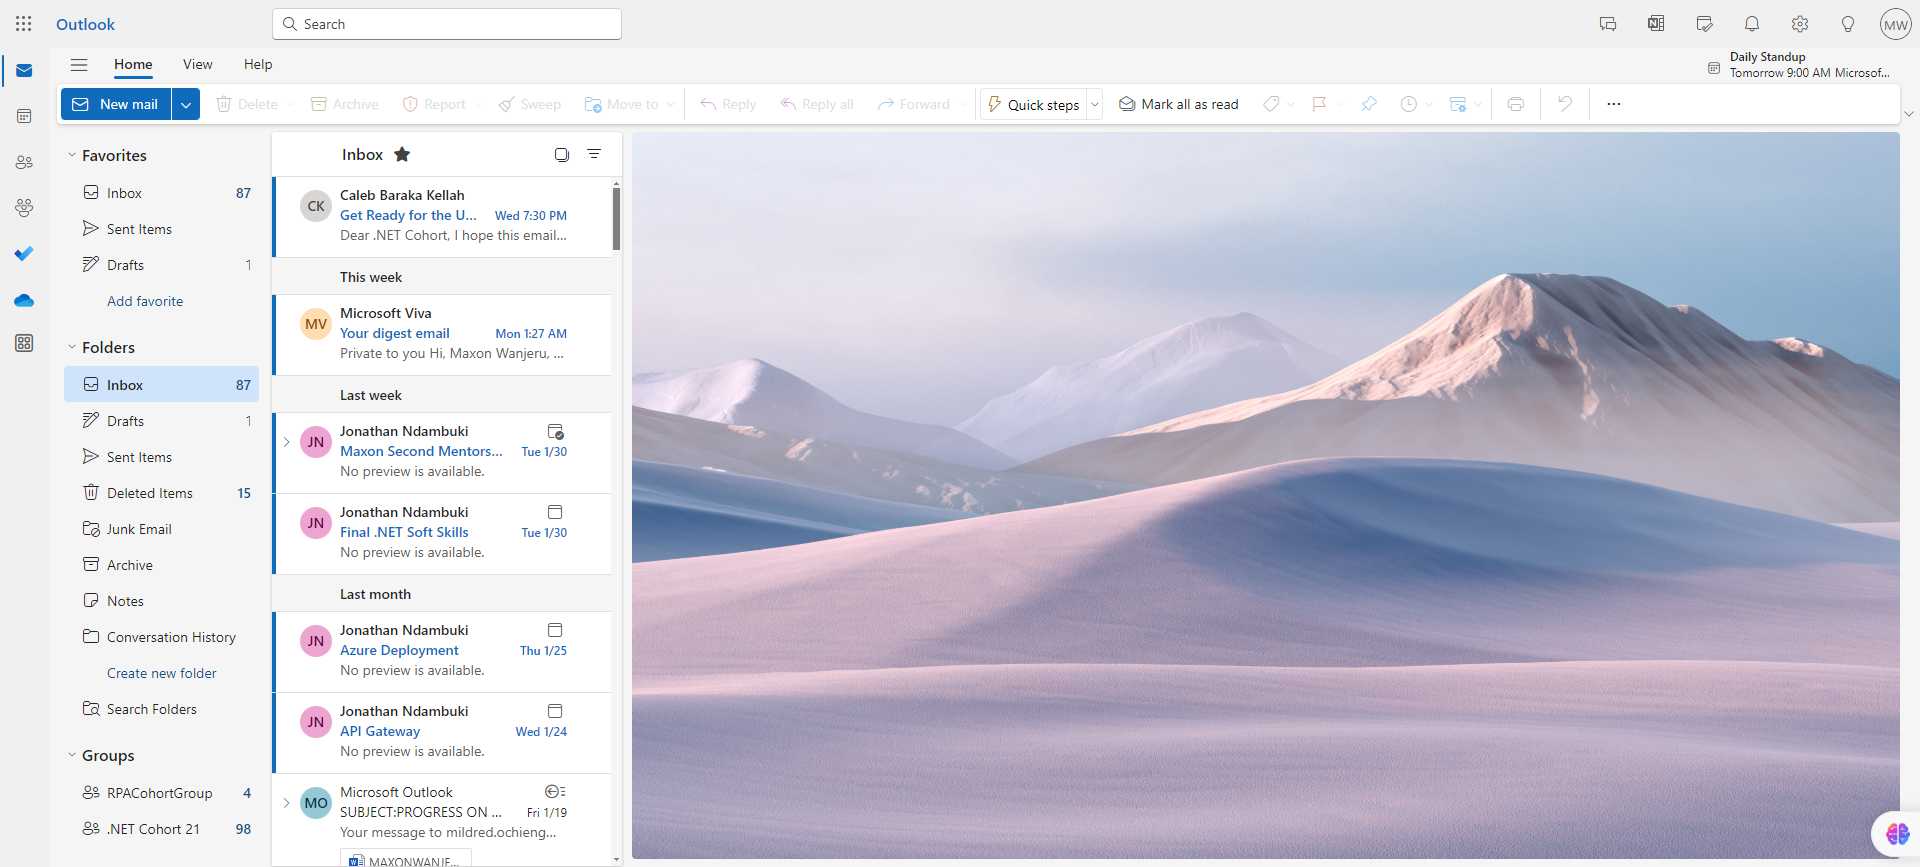 Outlook
Search
MW
Home
View
Help
Daily Standup
Tomorrow 9:00 AM Microsof...
New mail
Delete
Archive
Report
Sweep
Move to
Reply
Reply all
Forward
Quick steps
Mark all as read
Favorites
Inbox 87
Sent Items
Drafts 1
Add favorite
Folders
Inbox 87
Drafts 1
Sent Items
Deleted Items 15
Junk Email
Archive
Notes
Conversation History
Create new folder
Search Folders
Groups
RPACohortGroup 4
.NET Cohort 21 98
Inbox
CK
Caleb Baraka Kellah
Get Ready for the U... Wed 7:30 PM
Dear .NET Cohort, I hope this email...
This week
MV
Microsoft Viva
Your digest email Mon 1:27 AM
Private to you Hi, Maxon Wanjeru, ...
Last week
JN
Jonathan Ndambuki
Maxon Second Mentors... Tue 1/30
No preview is available.
JN
Jonathan Ndambuki
Final .NET Soft Skills Tue 1/30
No preview is available.
Last month
JN
Jonathan Ndambuki
Azure Deployment Thu 1/25
No preview is available.
JN
Jonathan Ndambuki
API Gateway Wed 1/24
No preview is available.
MO
Microsoft Outlook
SUBJECT:PROGRESS ON ... Fri 1/19
Your message to mildred.ochieng...
MAXONWANJE...